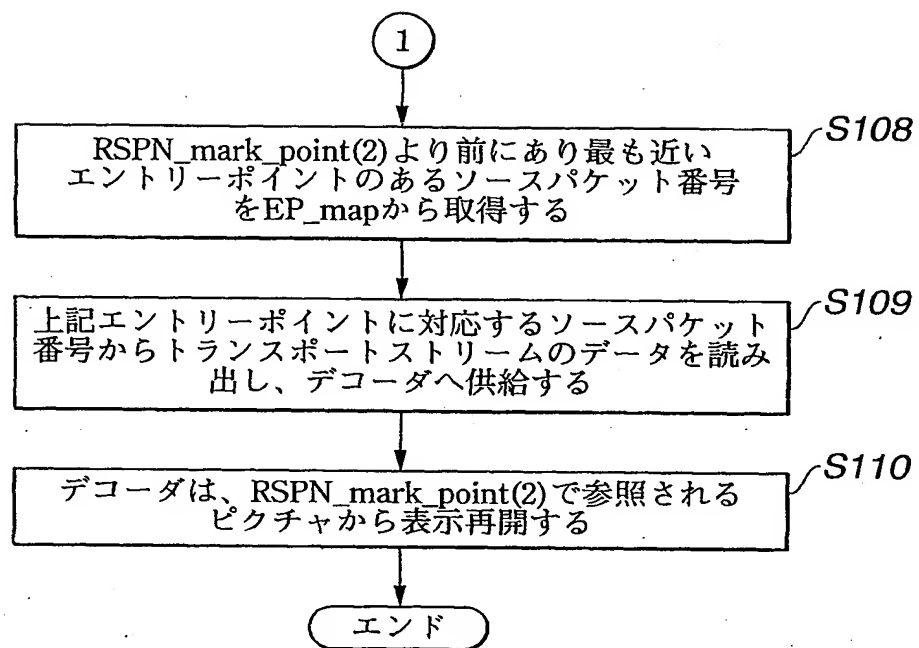 1
RSPN_mark_point(2)より前にあり最も近い
エントリーポイントのあるソースパケット番号
をEP_mapから取得する
S108
上記エントリーポイントに対応するソースパケット
番号からトランスポートストリームのデータを読み
出し、デコーダへ供給する
S109
デコーダは、RSPN_mark_point(2)で参照される
ピクチャから表示再開する
S110
エンド